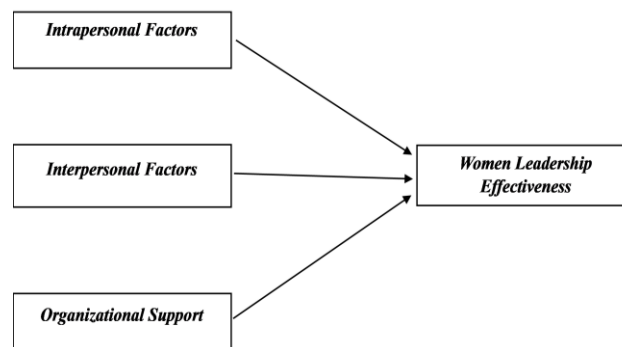 Intrapersonal Factors
Interpersonal Factors
Women Leadership
Effectiveness
Organizational Support